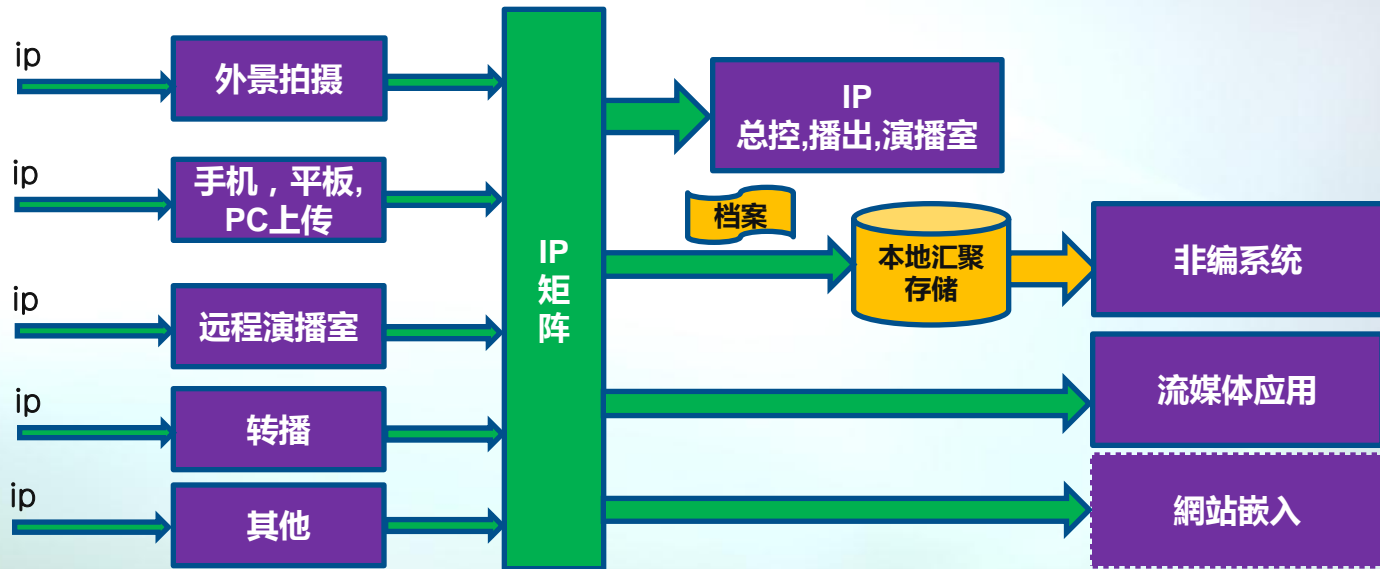 ip
外景拍摄
ip
手机，平板,
PC上传
ip
远程演播室
ip
转播
ip
其他
IP
矩
阵
IP
总控,播出,演播室
档案
本地汇聚
存储
非编系统
流媒体应用
網站嵌入